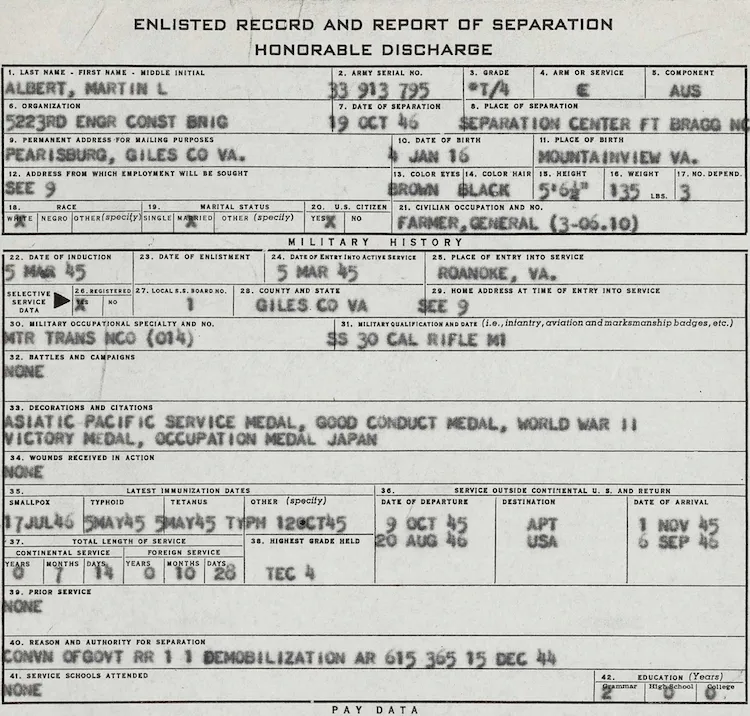 ENLISTED RECORD AND REPORT OF SEPARATION
HONORABLE DISCHARGE
1. LAST NAME - FIRST NAME - MIDDLE INITIAL 2. ARMY SERIAL NO. 3. GRADE 4. ARM OR SERVICE 5. COMPONENT
ALBERT, MARTIN L 33 913 795 *T/4 CE AUS
6. ORGANIZATION 7. DATE OF SEPARATION 8. PLACE OF SEPARATION
5223RD ENGR CONST BRIG 19 OCT 46 SEPARATION CENTER FT BRAGG NC
9. PERMANENT ADDRESS FOR MAILING PURPOSES 10. DATE OF BIRTH 11. PLACE OF BIRTH
PEARISBURG, GILES CO VA. 4 JAN 16 MOUNTAINVIEW VA.
12. ADDRESS FROM WHICH EMPLOYMENT WILL BE SOUGHT 13. COLOR EYES 14. COLOR HAIR 15. HEIGHT 16. WEIGHT 17. NO. DEPEND.
SEE 9 BROWN BLACK 5'6½" 135 LBS. 3
18. RACE 19. MARITAL STATUS 20. U.S. CITIZEN 21. CIVILIAN OCCUPATION AND NO.
WHITE X NEGRO OTHER (specify) SINGLE MARRIED X OTHER (specify) YES X NO FARMER, GENERAL (3-06.10)
MILITARY HISTORY
22. DATE OF INDUCTION 23. DATE OF ENLISTMENT 24. DATE OF ENTRY INTO ACTIVE SERVICE 25. PLACE OF ENTRY INTO SERVICE
5 MAR 45 5 MAR 45 ROANOKE, VA.
SELECTIVE SERVICE DATA 26. REGISTERED 27. LOCAL S.S. BOARD NO. 28. COUNTY AND STATE 29. HOME ADDRESS AT TIME OF ENTRY INTO SERVICE
YES X NO 1 GILES CO VA SEE 9
30. MILITARY OCCUPATIONAL SPECIALTY AND NO. 31. MILITARY QUALIFICATION AND DATE (i.e., infantry, aviation and marksmanship badges, etc.)
MTR TRANS NCO (014) SS 30 CAL RIFLE M1
32. BATTLES AND CAMPAIGNS
NONE
33. DECORATIONS AND CITATIONS
ASIATIC PACIFIC SERVICE MEDAL, GOOD CONDUCT MEDAL, WORLD WAR II
VICTORY MEDAL, OCCUPATION MEDAL JAPAN
34. WOUNDS RECEIVED IN ACTION
NONE
35. LATEST IMMUNIZATION DATES 36. SERVICE OUTSIDE CONTINENTAL U. S. AND RETURN
SMALLPOX TYPHOID TETANUS OTHER (specify) DATE OF DEPARTURE DESTINATION DATE OF ARRIVAL
17JUL46 5MAY45 5MAY45 TYPH 12OCT45 9 OCT 45 APT 1 NOV 45
20 AUG 46 USA 6 SEP 46
37. TOTAL LENGTH OF SERVICE 38. HIGHEST GRADE HELD
CONTINENTAL SERVICE FOREIGN SERVICE
YEARS MONTHS DAYS YEARS MONTHS DAYS
0 7 14 0 10 28 TEC 4
39. PRIOR SERVICE
NONE
40. REASON AND AUTHORITY FOR SEPARATION
CONVN OFGOVT RR 1 1 DEMOBILIZATION AR 615 365 15 DEC 44
41. SERVICE SCHOOLS ATTENDED 42. EDUCATION (Years)
NONE Grammar 2 High School 0 College 0
PAY DATA